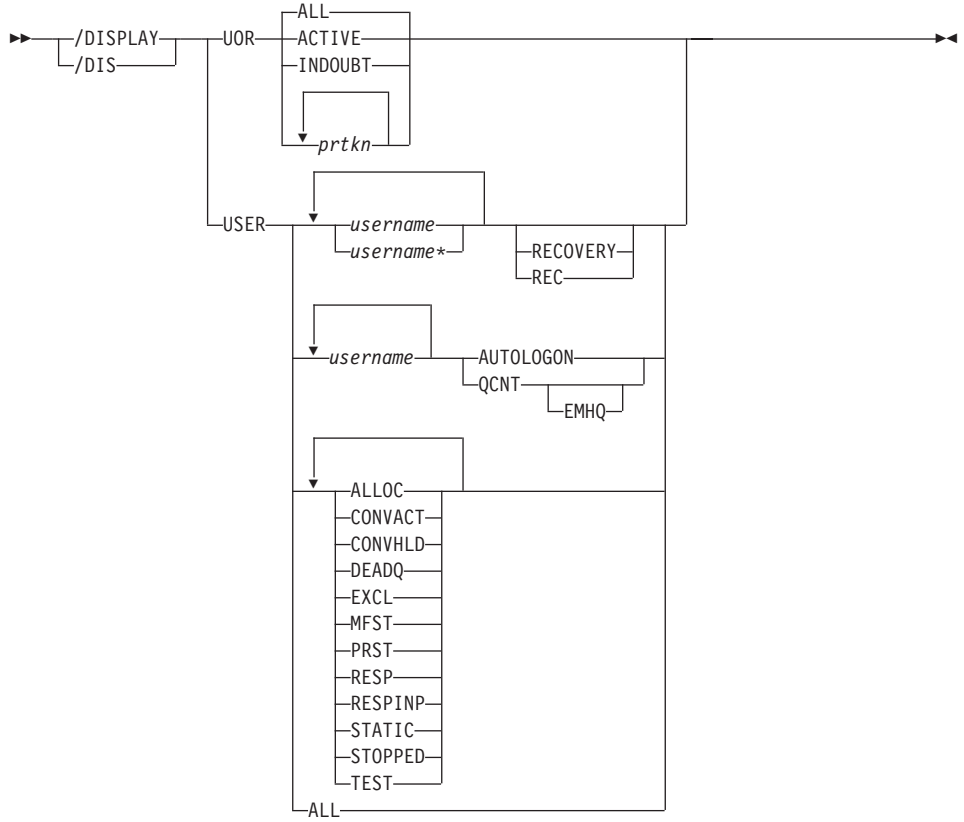 ALL
/DISPLAY UOR ACTIVE
/DIS INDOUBT
prtkn
USER username
username* RECOVERY
REC
username AUTOLOGON
QCNT
EMHQ
ALLOC
CONVACT
CONVHLD
DEADQ
EXCL
MFST
PRST
RESP
RESPINP
STATIC
STOPPED
TEST
ALL